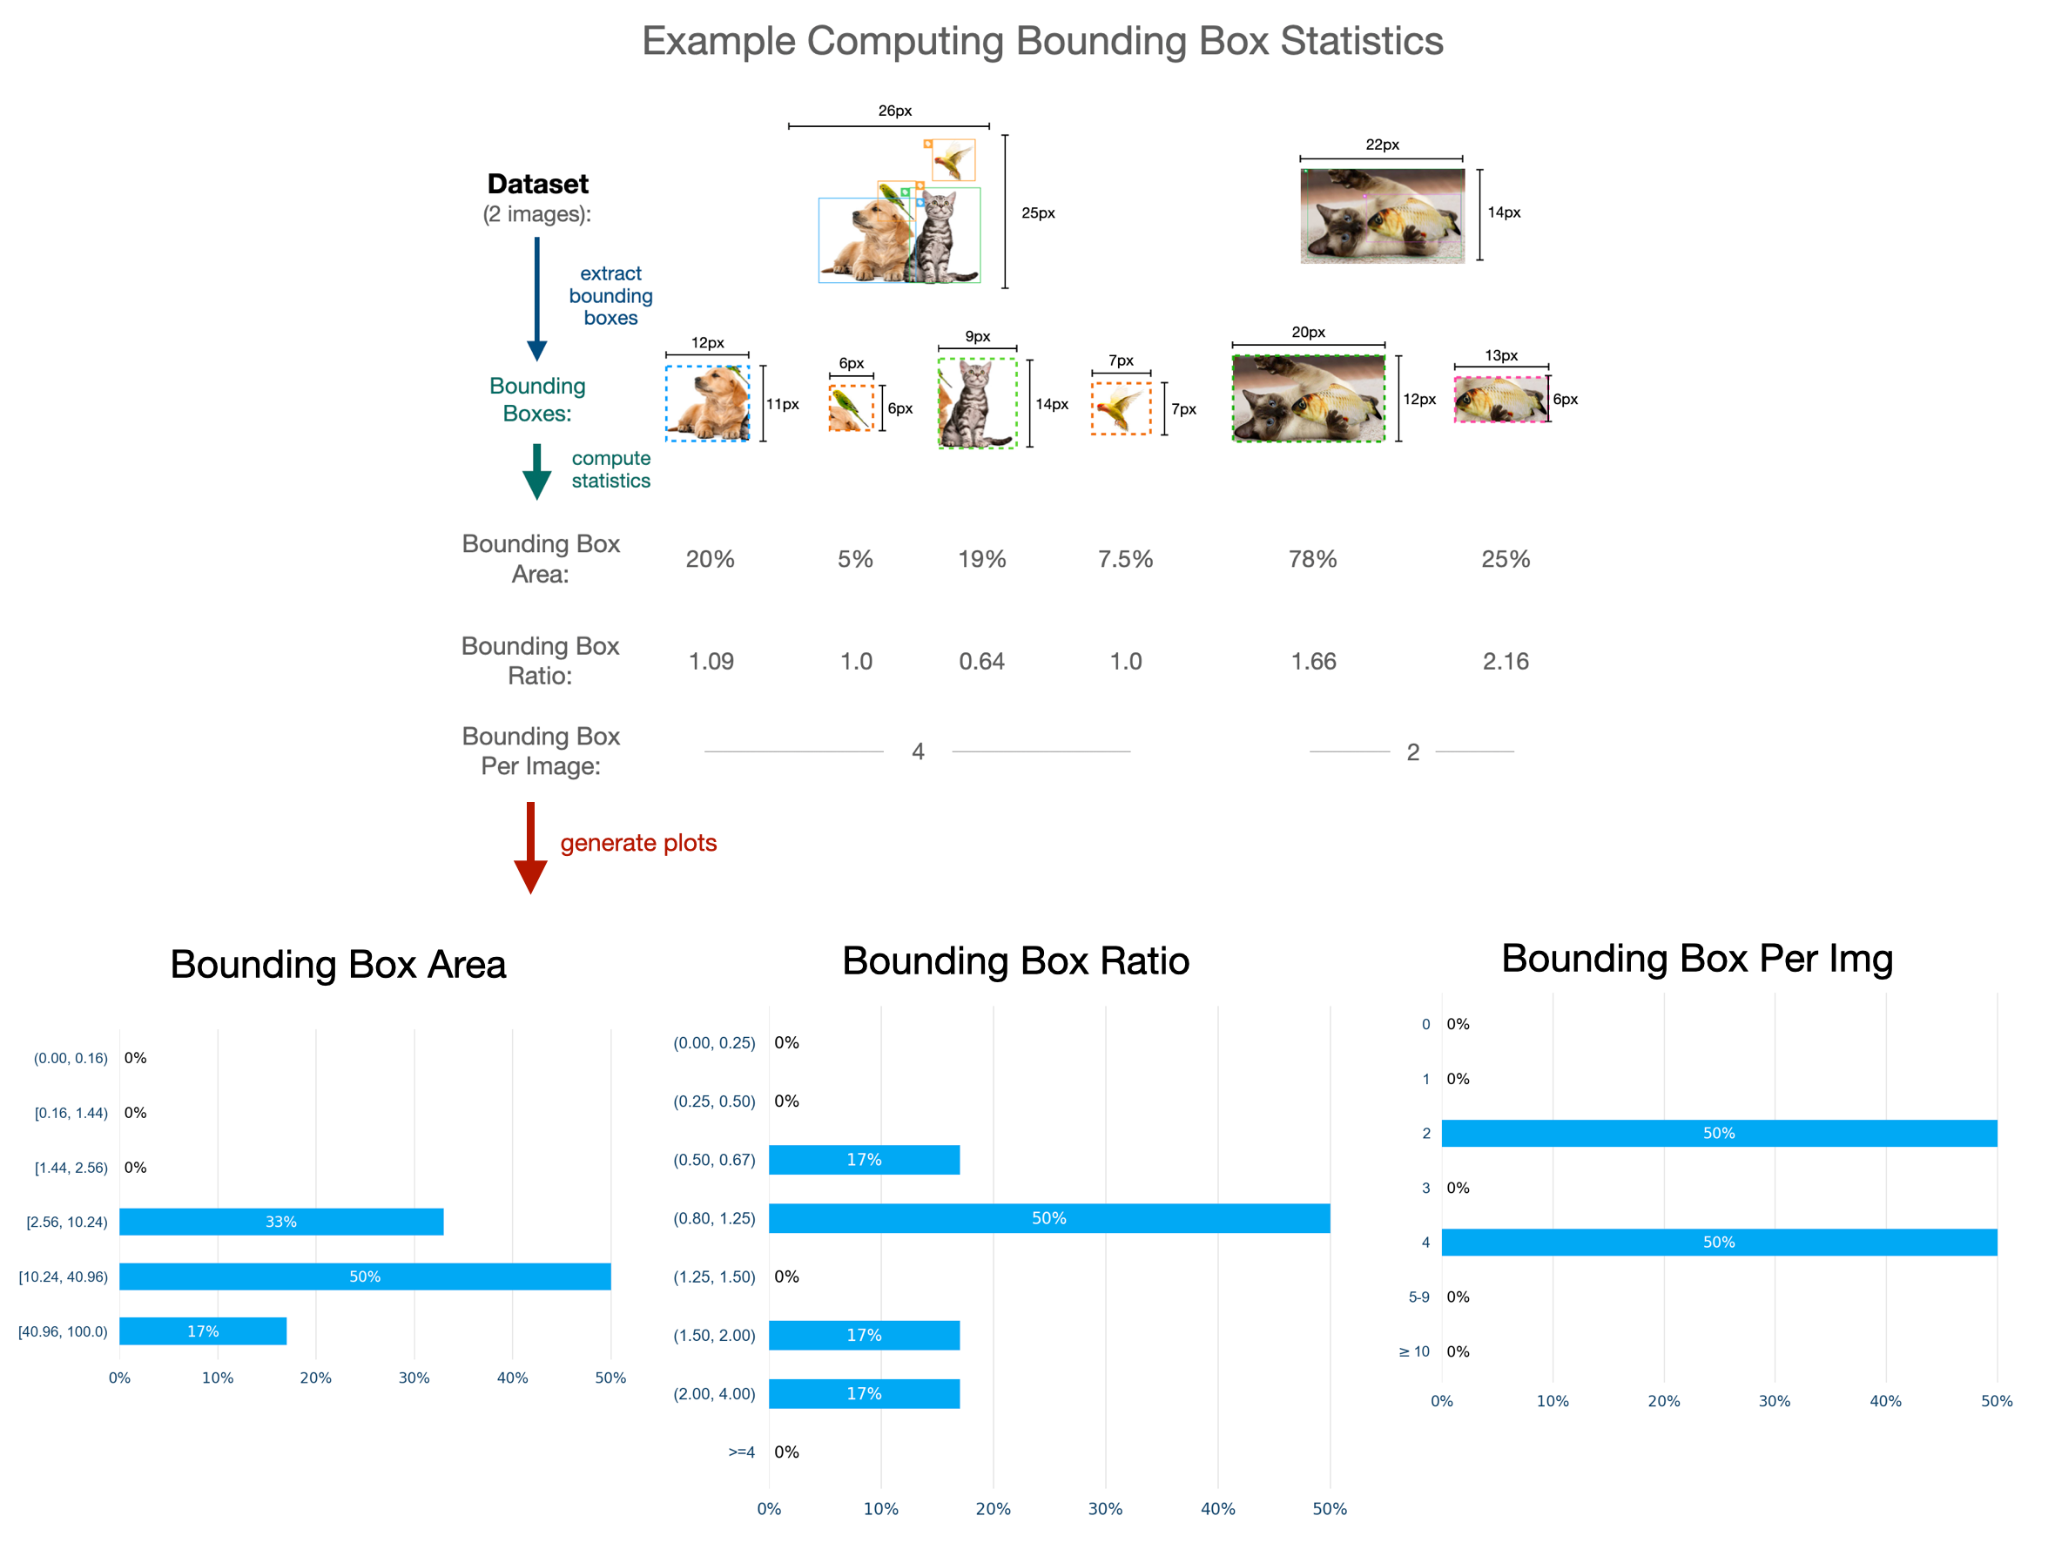 Example Computing Bounding Box Statistics
26px
22px
Dataset
(2 images):
25px
14px
extract
bounding
boxes
12px
6px
9px
7px
20px
13px
Bounding
Boxes:
11px
6px
14px
7px
12px
6px
compute
statistics
Bounding Box
Area:
20%
5%
19%
7.5%
78%
25%
Bounding Box
Ratio:
1.09
1.0
0.64
1.0
1.66
2.16
Bounding Box
Per Image:
4
2
generate plots
Bounding Box Area
(0.00, 0.16)
0%
[0.16, 1.44)
0%
[1.44, 2.56)
0%
[2.56, 10.24)
33%
[10.24, 40.96)
50%
[40.96, 100.0)
17%
0% 10% 20% 30% 40% 50%
Bounding Box Ratio
(0.00, 0.25)
0%
(0.25, 0.50)
0%
(0.50, 0.67)
17%
(0.80, 1.25)
50%
(1.25, 1.50)
0%
(1.50, 2.00)
17%
(2.00, 4.00)
17%
>=4
0%
0% 10% 20% 30% 40% 50%
Bounding Box Per Img
0
0%
1
0%
2
50%
3
0%
4
50%
5-9
0%
≥ 10
0%
0% 10% 20% 30% 40% 50%